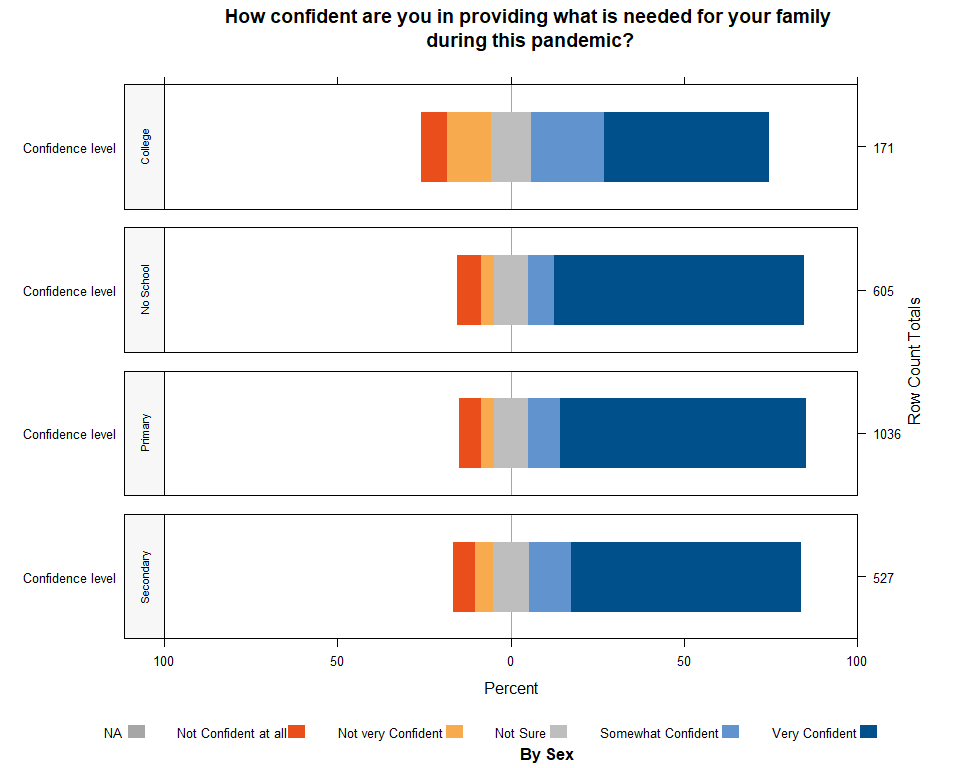 How confident are you in providing what is needed for your family
during this pandemic?
Confidence level
College
171
Confidence level
No School
605
Row Count Totals
Confidence level
Primary
1036
Confidence level
Secondary
527
100 50 0 50 100
Percent
NA Not Confident at all Not very Confident Not Sure Somewhat Confident Very Confident
By Sex